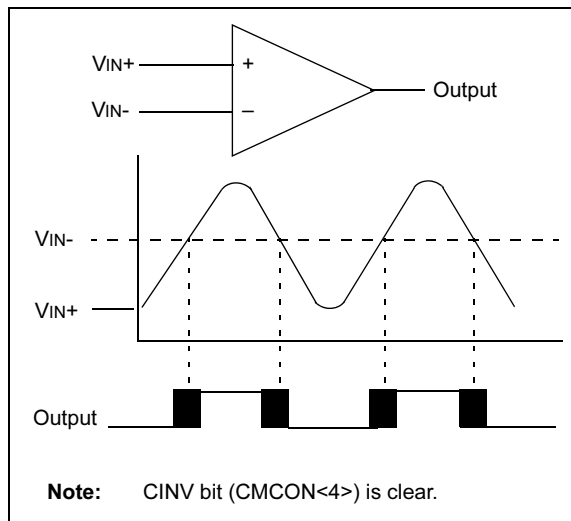 VIN+
+
Output
VIN-
–
VIN-
VIN+
Output
Note: CINV bit (CMCON<4>) is clear.